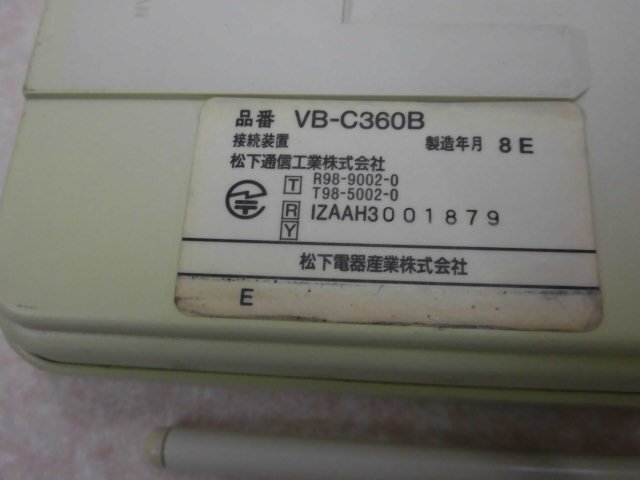 品番 VB-C360B
接続装置 製造年月 8E
松下通信工業株式会社
T R98-9002-0
T98-5002-0
R IZAAH3001879
Y
松下電器産業株式会社
E